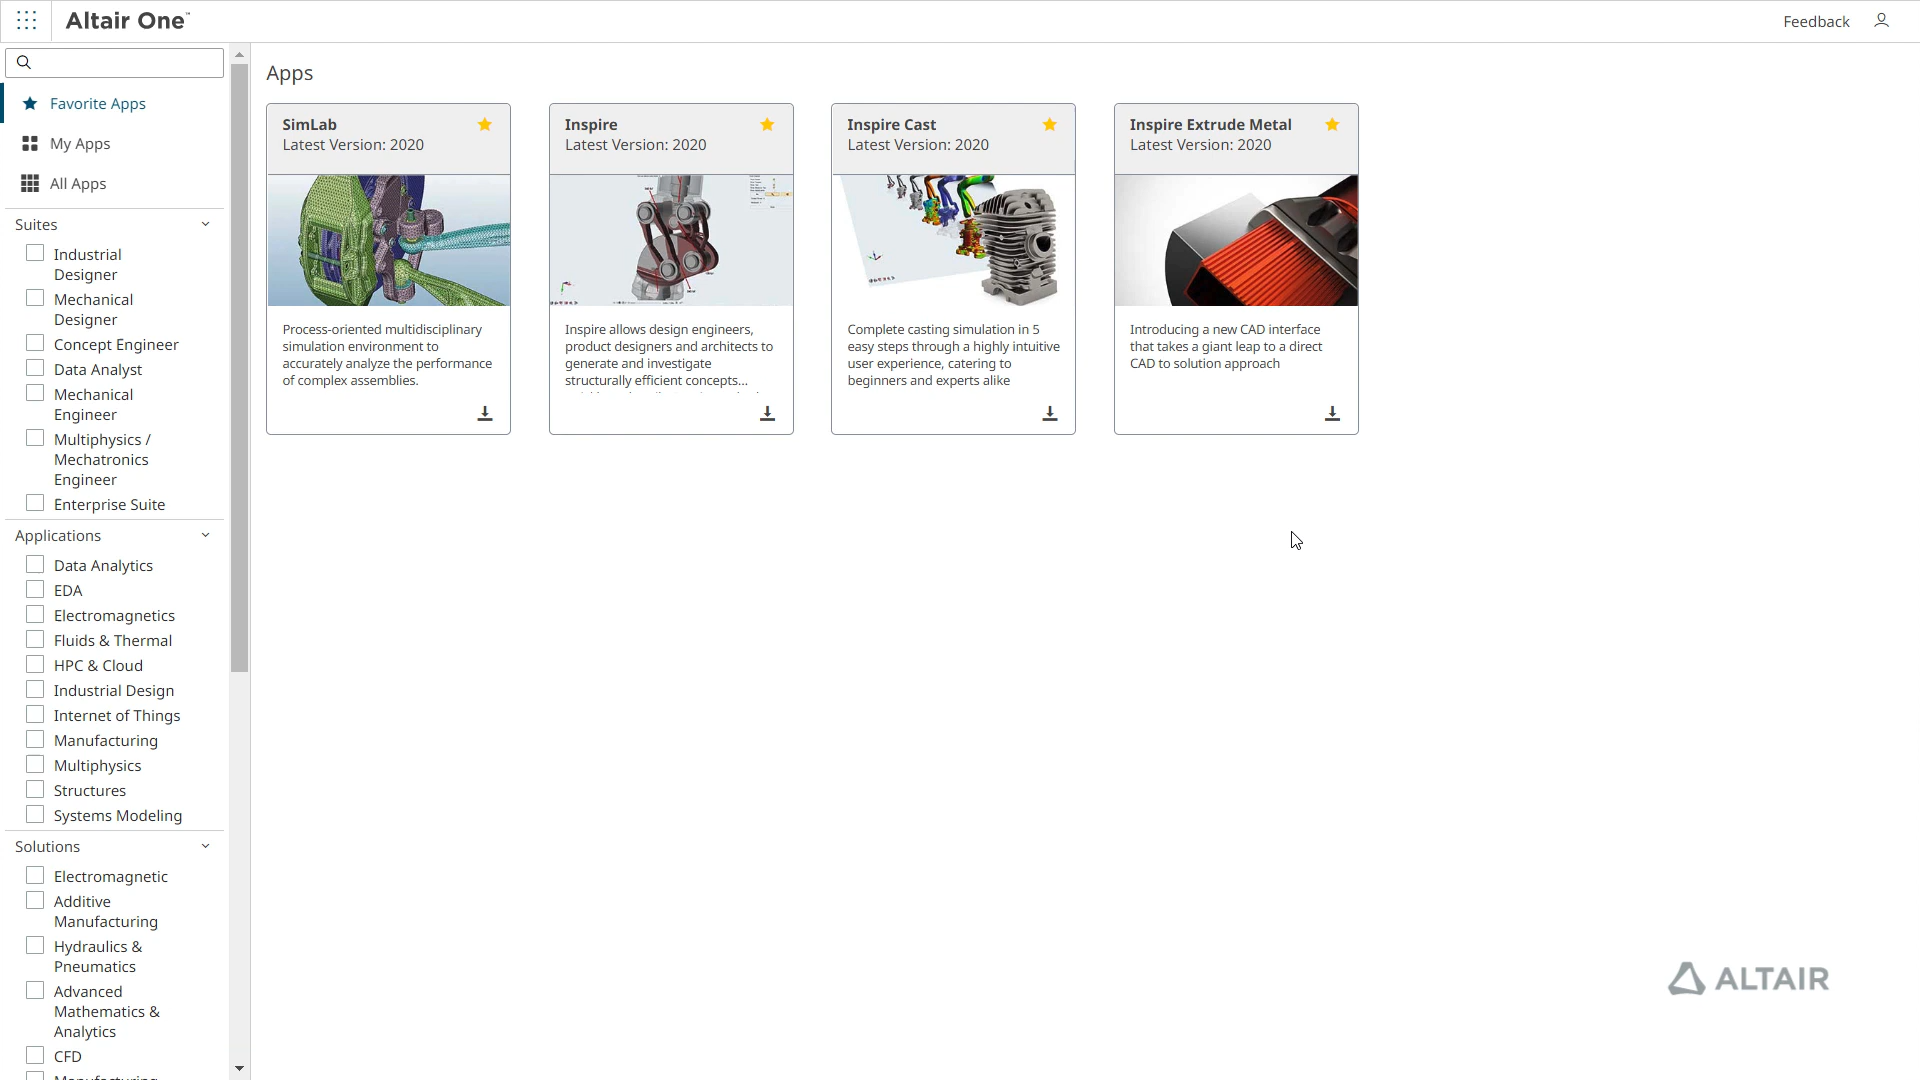 Altair One™
Feedback
Favorite Apps
My Apps
All Apps
Suites
Industrial
Designer
Mechanical
Designer
Concept Engineer
Data Analyst
Mechanical
Engineer
Multiphysics /
Mechatronics
Engineer
Enterprise Suite
Applications
Data Analytics
EDA
Electromagnetics
Fluids & Thermal
HPC & Cloud
Industrial Design
Internet of Things
Manufacturing
Multiphysics
Structures
Systems Modeling
Solutions
Electromagnetic
Additive
Manufacturing
Hydraulics &
Pneumatics
Advanced
Mathematics &
Analytics
CFD
Manufacturing
Apps
SimLab
Latest Version: 2020
Process-oriented multidisciplinary
simulation environment to
accurately analyze the performance
of complex assemblies.
Inspire
Latest Version: 2020
Inspire allows design engineers,
product designers and architects to
generate and investigate
structurally efficient concepts...
Inspire Cast
Latest Version: 2020
Complete casting simulation in 5
easy steps through a highly intuitive
user experience, catering to
beginners and experts alike
Inspire Extrude Metal
Latest Version: 2020
Introducing a new CAD interface
that takes a giant leap to a direct
CAD to solution approach
ALTAIR